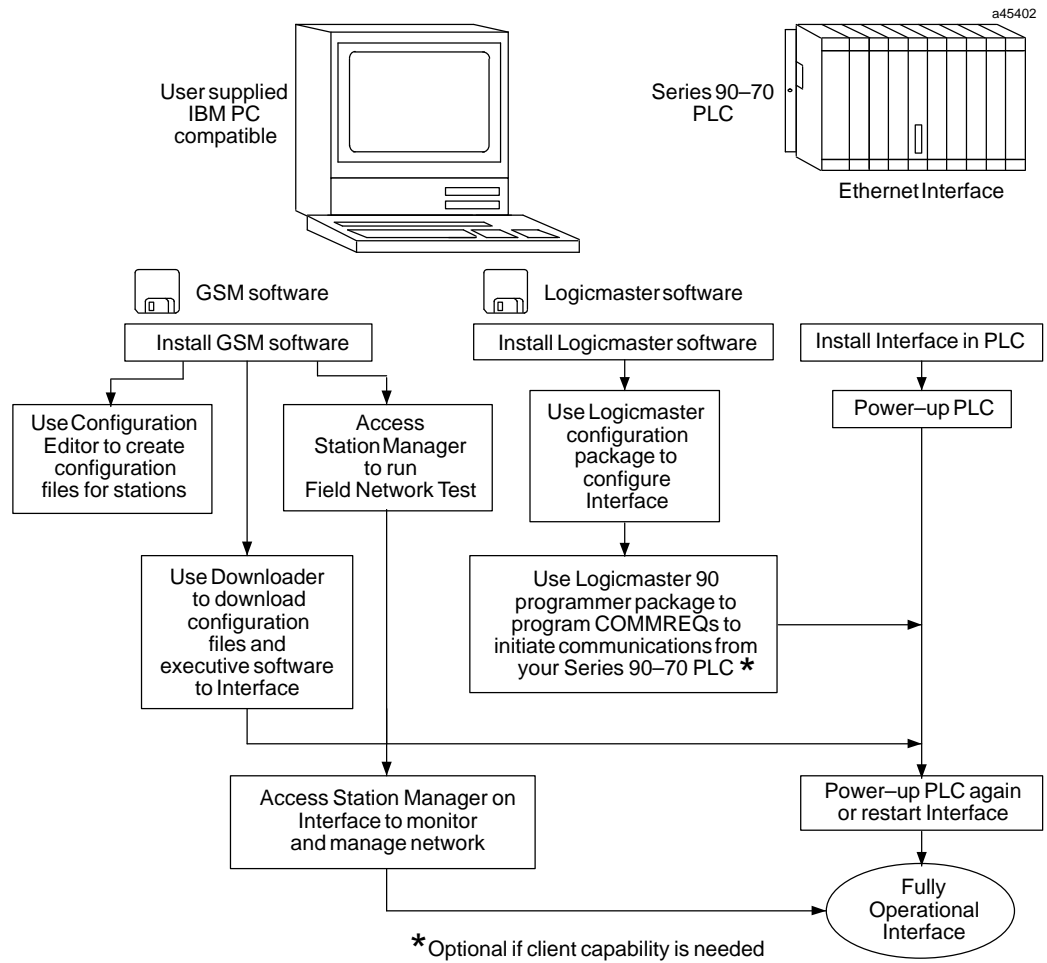 a45402
User supplied
IBM PC
compatible
Series 90–70
PLC
Ethernet Interface
GSM software
Logicmaster software
Install GSM software
Install Logicmaster software
Install Interface in PLC
Use Configuration
Editor to create
configuration
files for stations
Access
Station Manager
to run
Field Network Test
Use Logicmaster
configuration
package to
configure
Interface
Power–up PLC
Use Downloader
to download
configuration
files and
executive software
to Interface
Use Logicmaster 90
programmer package to
program COMMREQs to
initiate communications from
your Series 90–70 PLC *
Access Station Manager on
Interface to monitor
and manage network
Power–up PLC again
or restart Interface
Fully
Operational
Interface
* Optional if client capability is needed